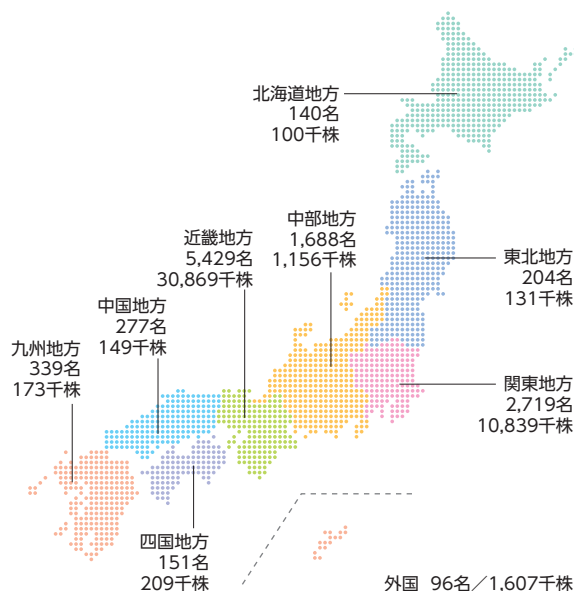 北海道地方
140名
100千株
東北地方
204名
131千株
中部地方
1,688名
1,156千株
近畿地方
5,429名
30,869千株
中国地方
277名
149千株
九州地方
339名
173千株
関東地方
2,719名
10,839千株
四国地方
151名
209千株
外国 96名／1,607千株